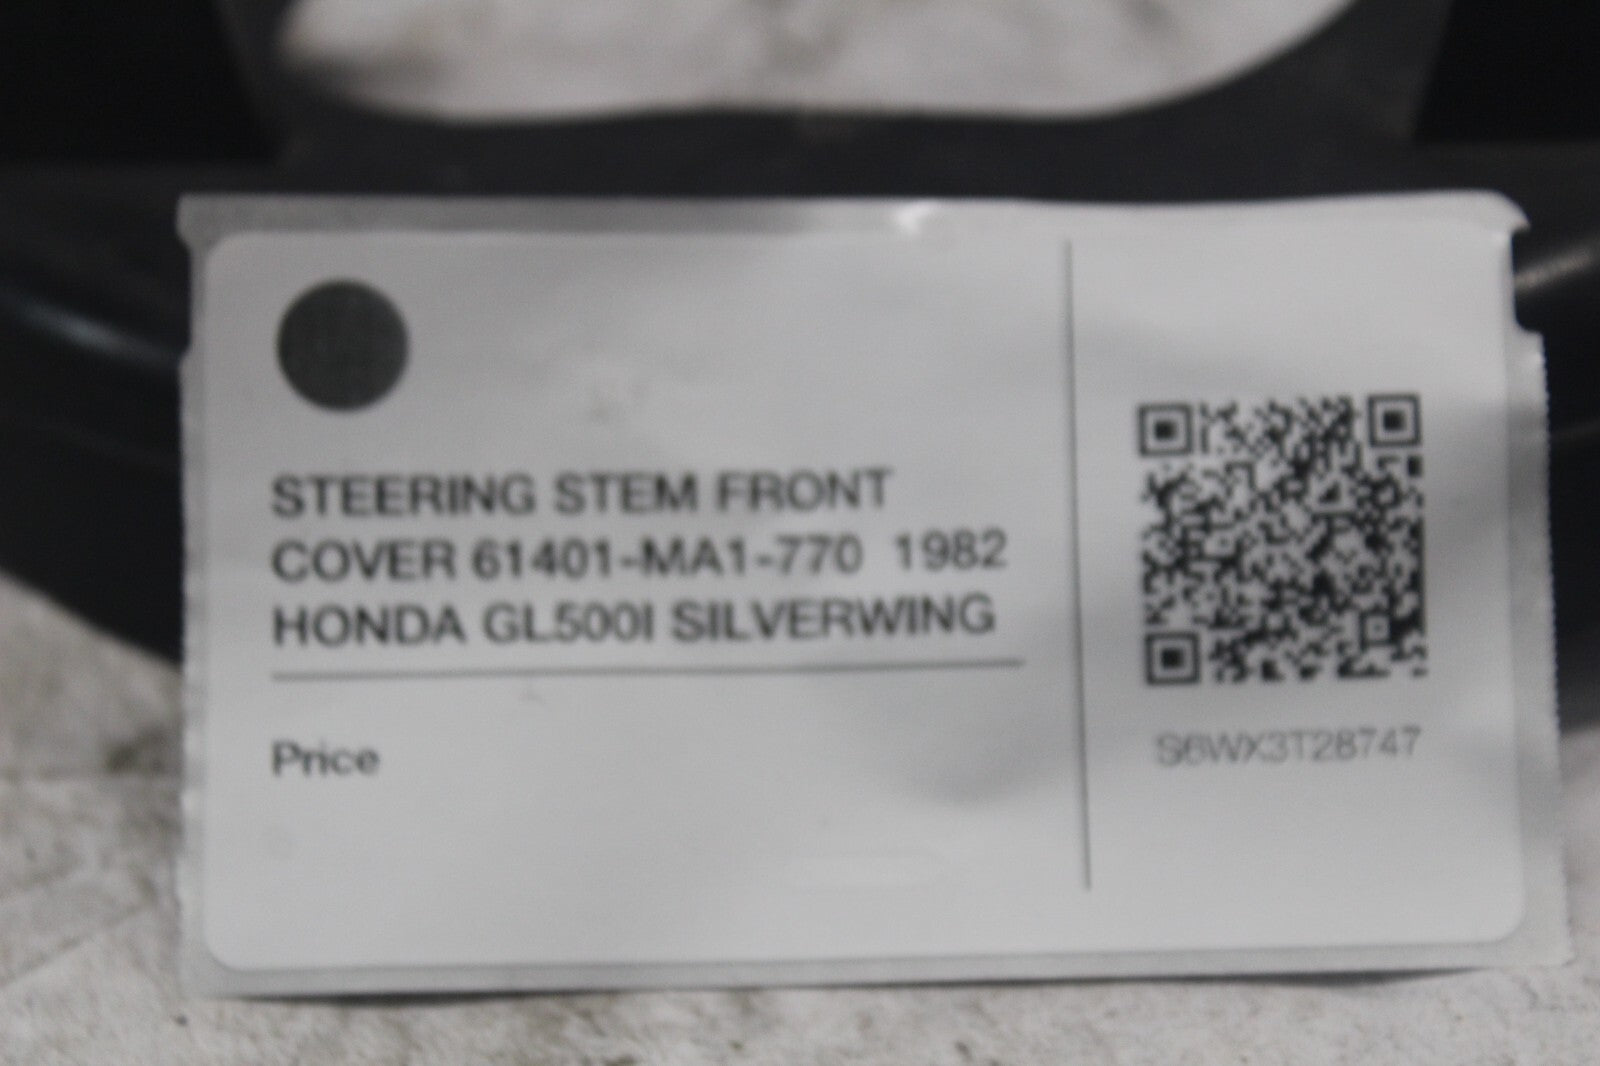 STEERING STEM FRONT
COVER 61401-MA1-770 1982
HONDA GL500I SILVERWING
Price
S6WX3T28747